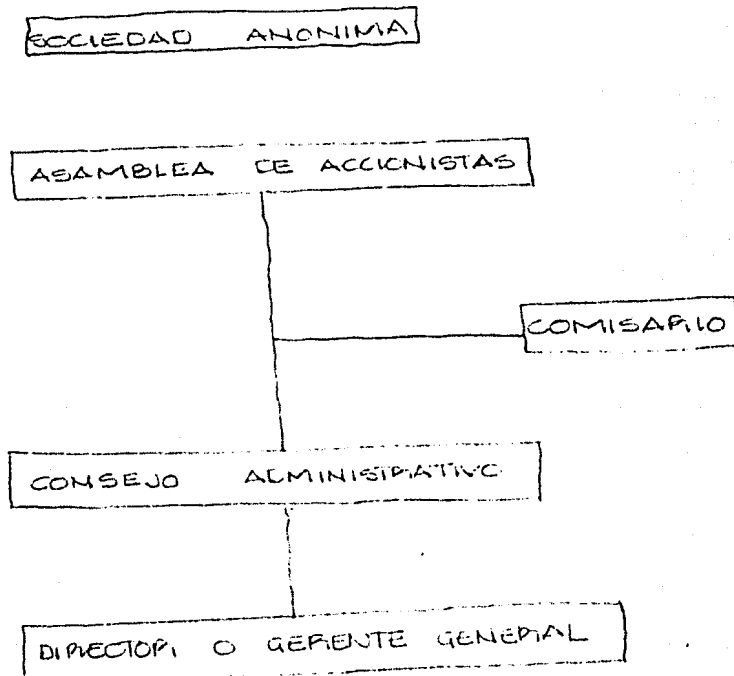 SOCIEDAD ANONIMA
ASAMBLEA DE ACCIONISTAS
COMISARIO
CONSEJO ADMINISTRATIVO
DIRECTOR O GERENTE GENERAL